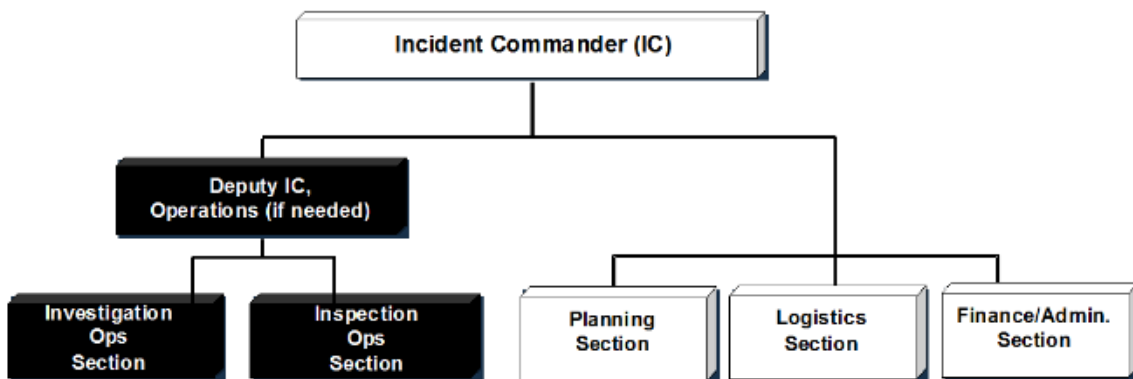 Incident Commander (IC)
Deputy IC,
Operations (if needed)
Investigation
Ops
Section
Inspection
Ops
Section
Planning
Section
Logistics
Section
Finance/Admin.
Section